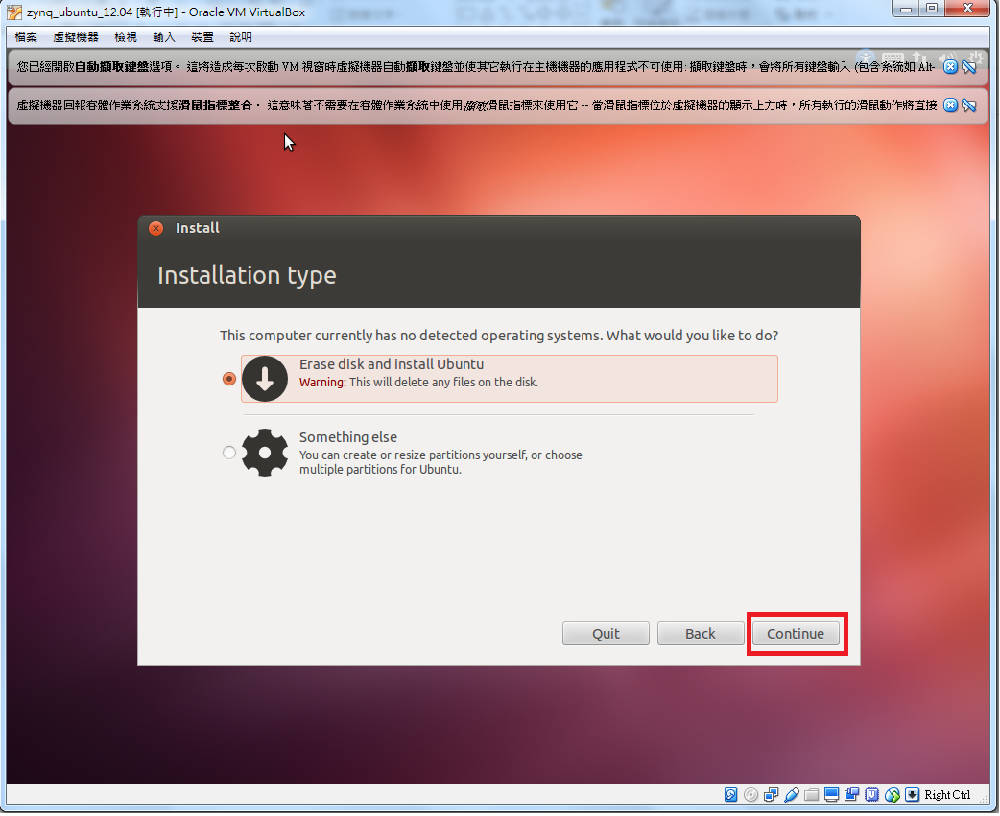 zynq_ubuntu_12.04 [執行中] - Oracle VM VirtualBox
檔案 虛擬機器 檢視 輸入 裝置 說明
您已經開啟自動擷取鍵盤選項。 這將造成每次啟動 VM 視窗時虛擬機器自動擷取鍵盤並使其它執行在主機機器的應用程式不可使用: 擷取鍵盤時，會將所有鍵盤輸入 (包含系統如 Alt-
虛擬機器回報客體作業系統支援滑鼠指標整合。 這意味著不需要在客體作業系統中使用擷取滑鼠指標來使用它 -- 當滑鼠指標位於虛擬機器的顯示上方時，所有執行的滑鼠動作將直接
Install
Installation type
This computer currently has no detected operating systems. What would you like to do?
Erase disk and install Ubuntu
Warning: This will delete any files on the disk.
Something else
You can create or resize partitions yourself, or choose
multiple partitions for Ubuntu.
Quit Back Continue
Right Ctrl